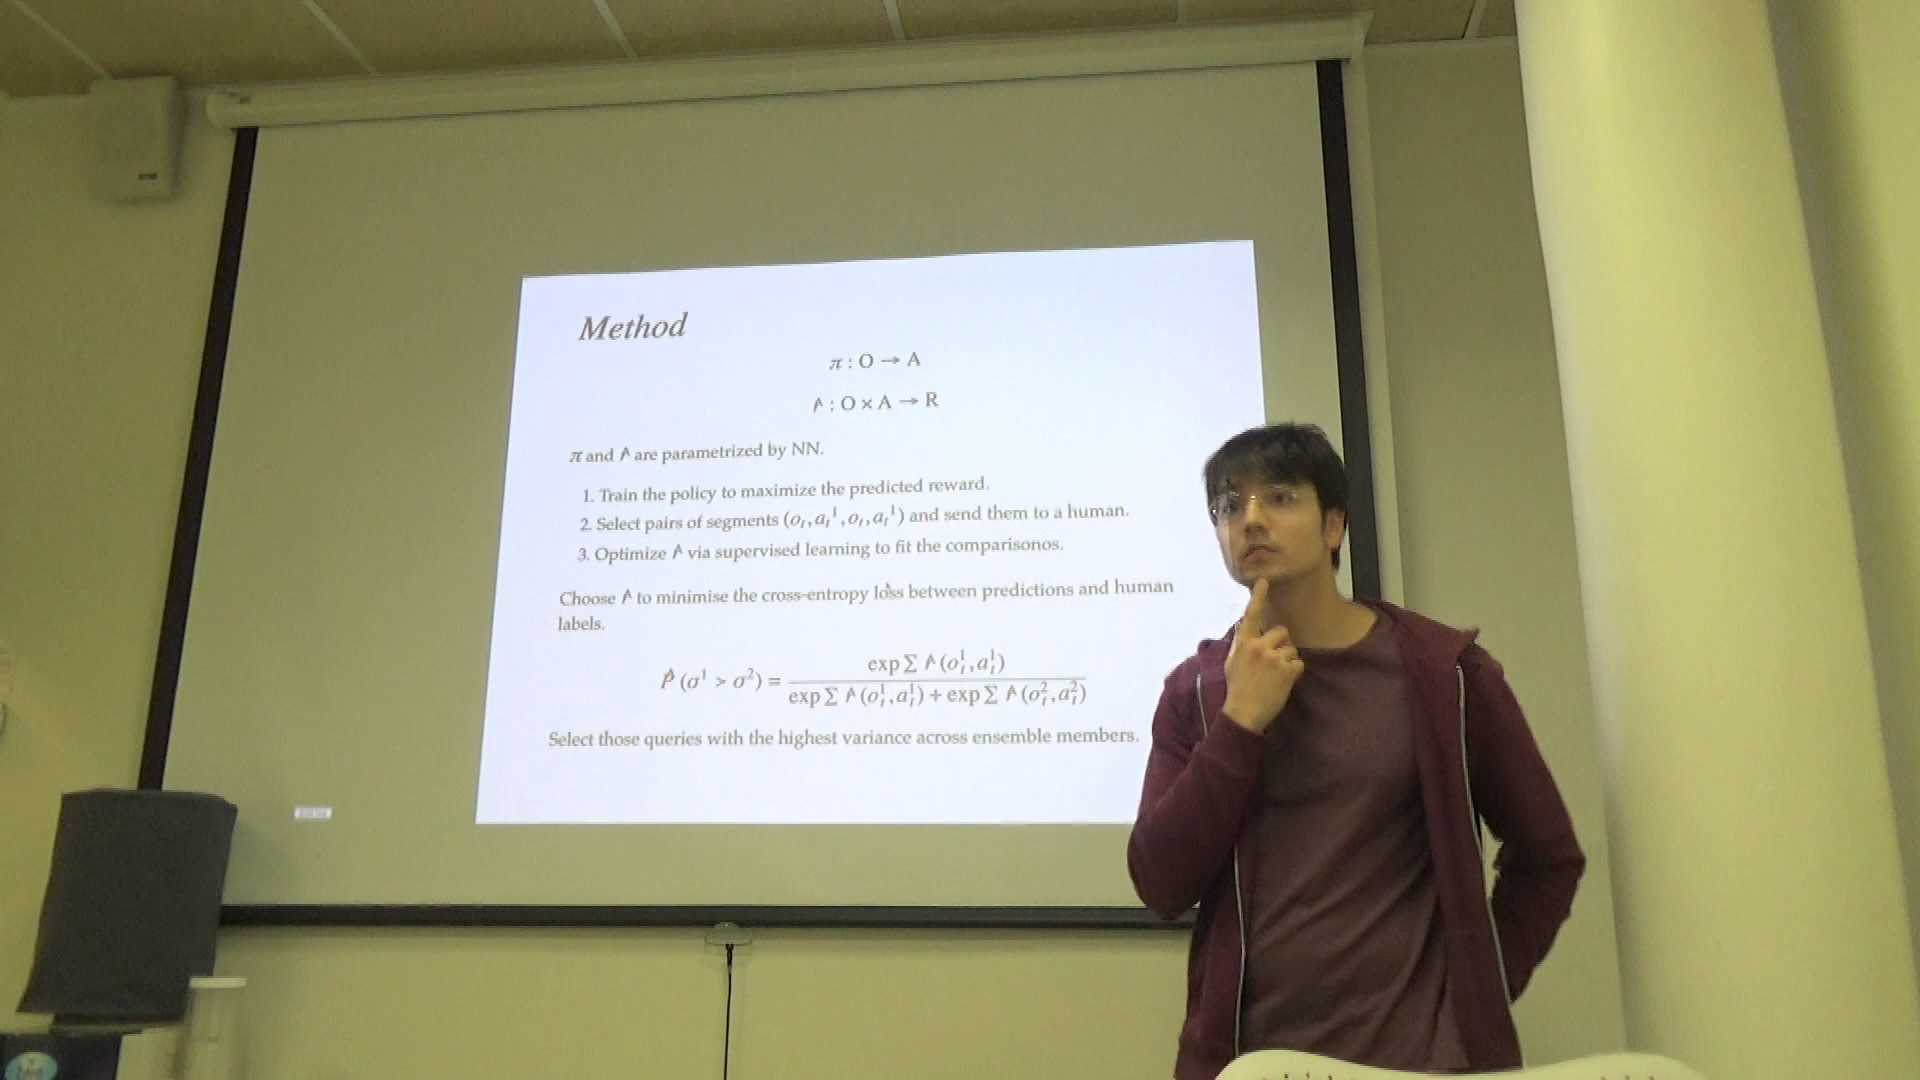 Method
π : O → A
r̂ : O × A → R
π and r̂ are parametrized by NN.
1. Train the policy to maximize the predicted reward.
2. Select pairs of segments (oₜ, aₜ¹, oₜ, aₜ¹) and send them to a human.
3. Optimize r̂ via supervised learning to fit the comparisonos.
Choose r̂ to minimise the cross-entropy loss between predictions and human
labels.
P̂ (σ¹ > σ²) = exp ∑ r̂ (oₜ¹, aₜ¹) / exp ∑ r̂ (oₜ¹, aₜ¹) + exp ∑ r̂ (oₜ², aₜ²)
Select those queries with the highest variance across ensemble members.